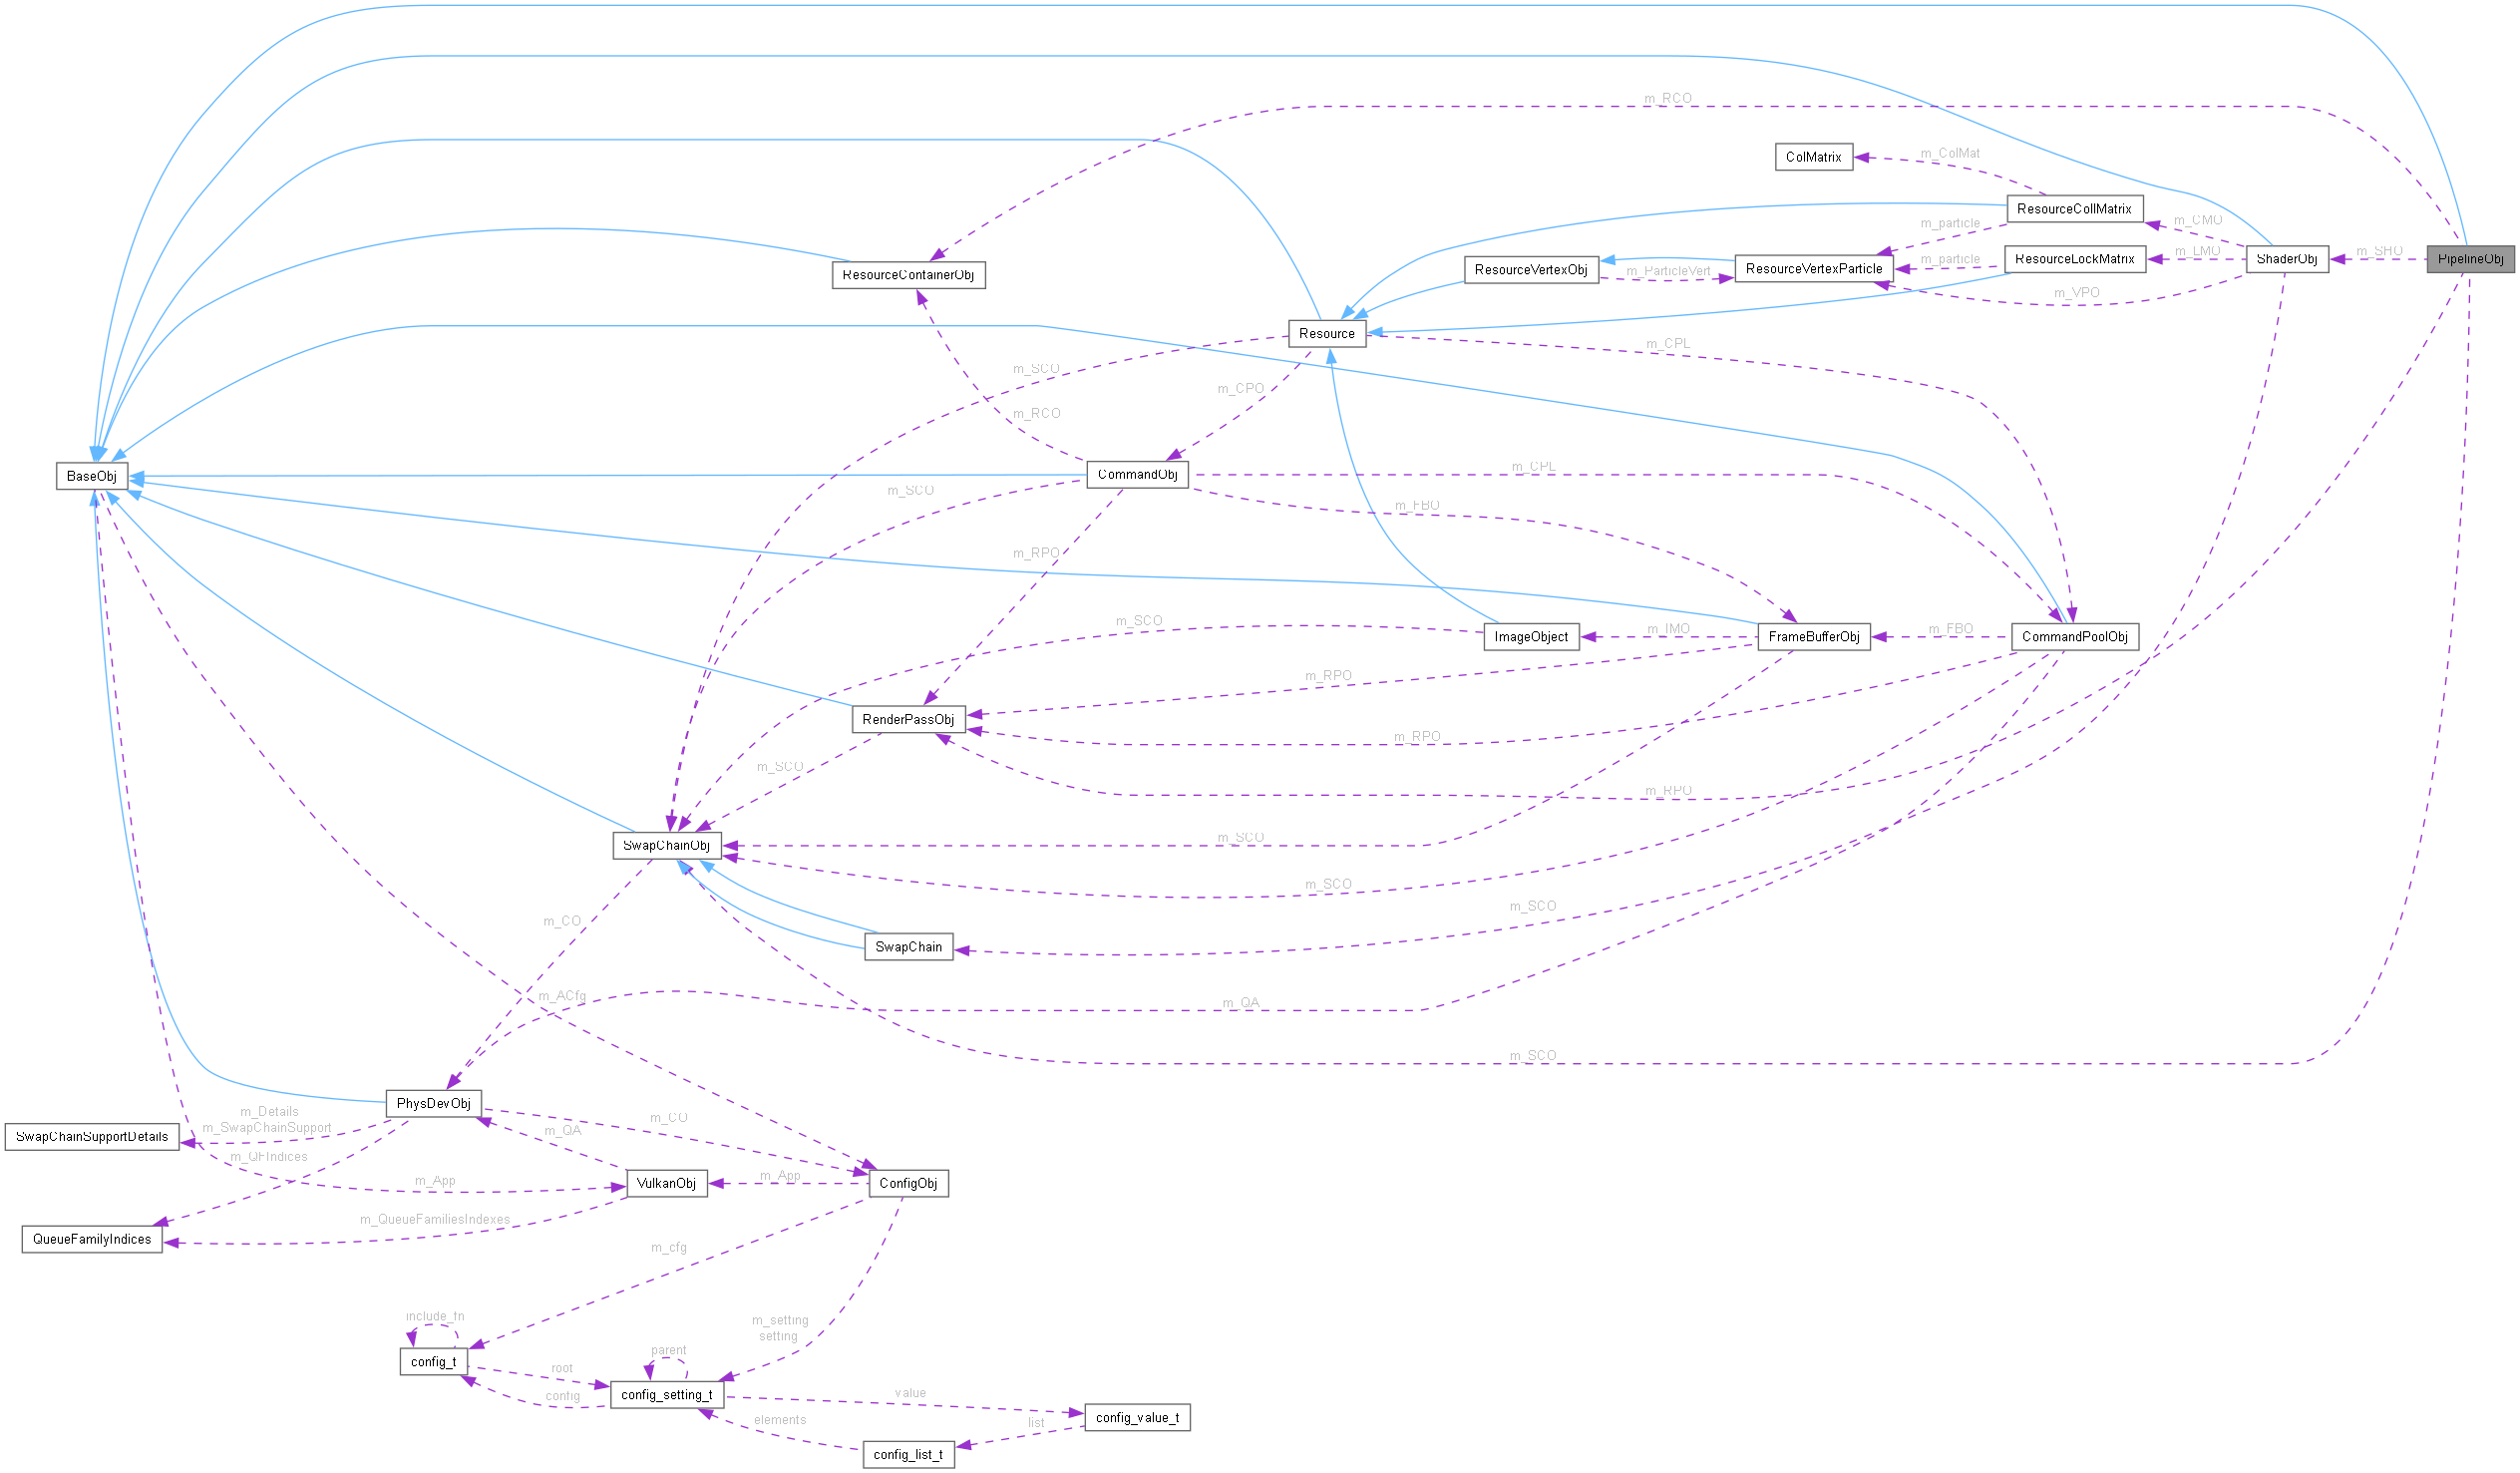 m_RCO
ColMatrix
m_ColMat
ResourceCollMatrix
m_CMO
m_particle
ResourceContainerObj
ResourceVertexObj
m_ParticleVert
ResourceVertexParticle
m_particle
ResourceLockMatrix
m_LMO
ShaderObj
m_SHO
PipelineObj
m_VPO
Resource
m_CPL
m_SCO
m_CPO
m_RCO
BaseObj
CommandObj
m_CPL
m_SCO
m_FBO
m_RPO
m_SCO
ImageObject
m_IMO
FrameBufferObj
m_FBO
CommandPoolObj
m_RPO
RenderPassObj
m_RPO
m_SCO
m_RPO
SwapChainObj
m_SCO
m_SCO
m_SCO
m_CO
SwapChain
m_ACfg
m_QA
m_SCO
PhysDevObj
m_Details
m_SwapChainSupport
SwapChainSupportDetails
m_CO
m_QA
m_QFIndices
m_App
VulkanObj
m_App
ConfigObj
m_QueueFamiliesIndexes
QueueFamilyIndices
m_cfg
include_fn
m_setting
setting
config_t
root
parent
config
config_setting_t
value
elements
list
config_value_t
config_list_t